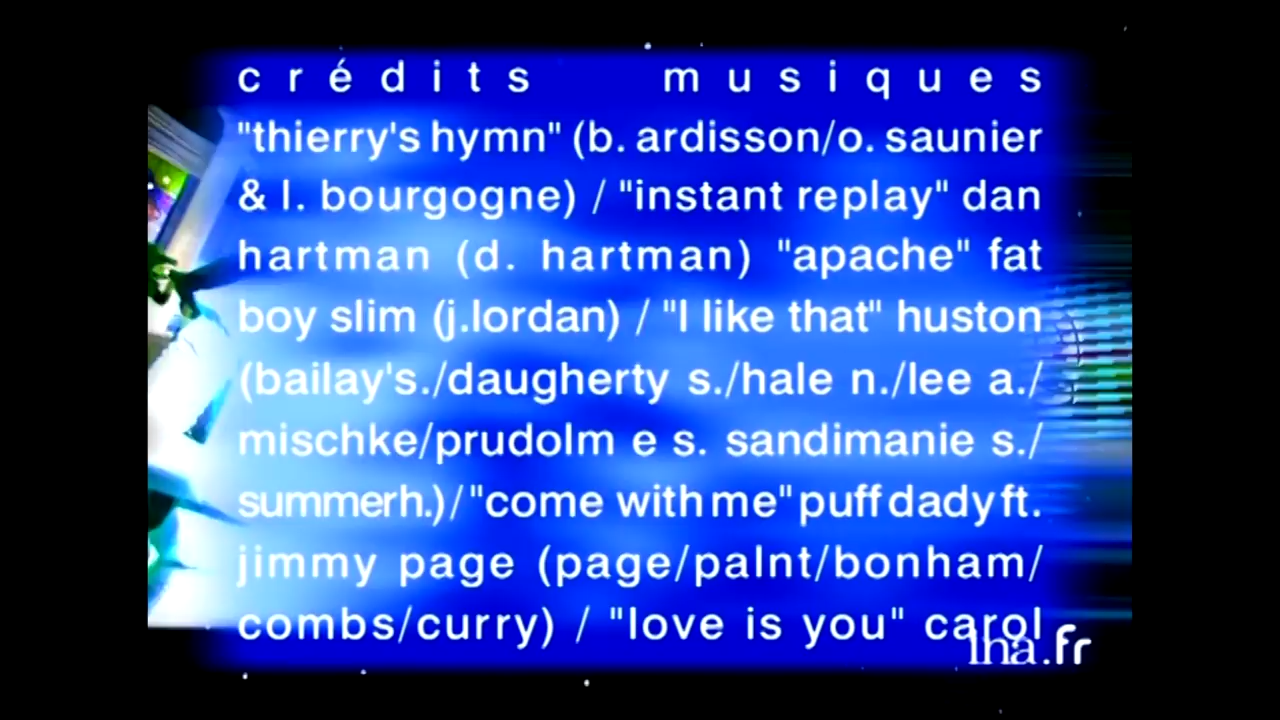 crédits musiques
"thierry's hymn" (b. ardisson/o. saunier
& l. bourgogne) / "instant replay" dan
hartman (d. hartman) "apache" fat
boy slim (j.lordan) / "I like that" huston
(bailay's./daugherty s./hale n./lee a./
mischke/prudolm e s. sandimanie s./
summerh.)/"come with me" puff dady ft.
jimmy page (page/palnt/bonham/
combs/curry) / "love is you" carol
ina.fr